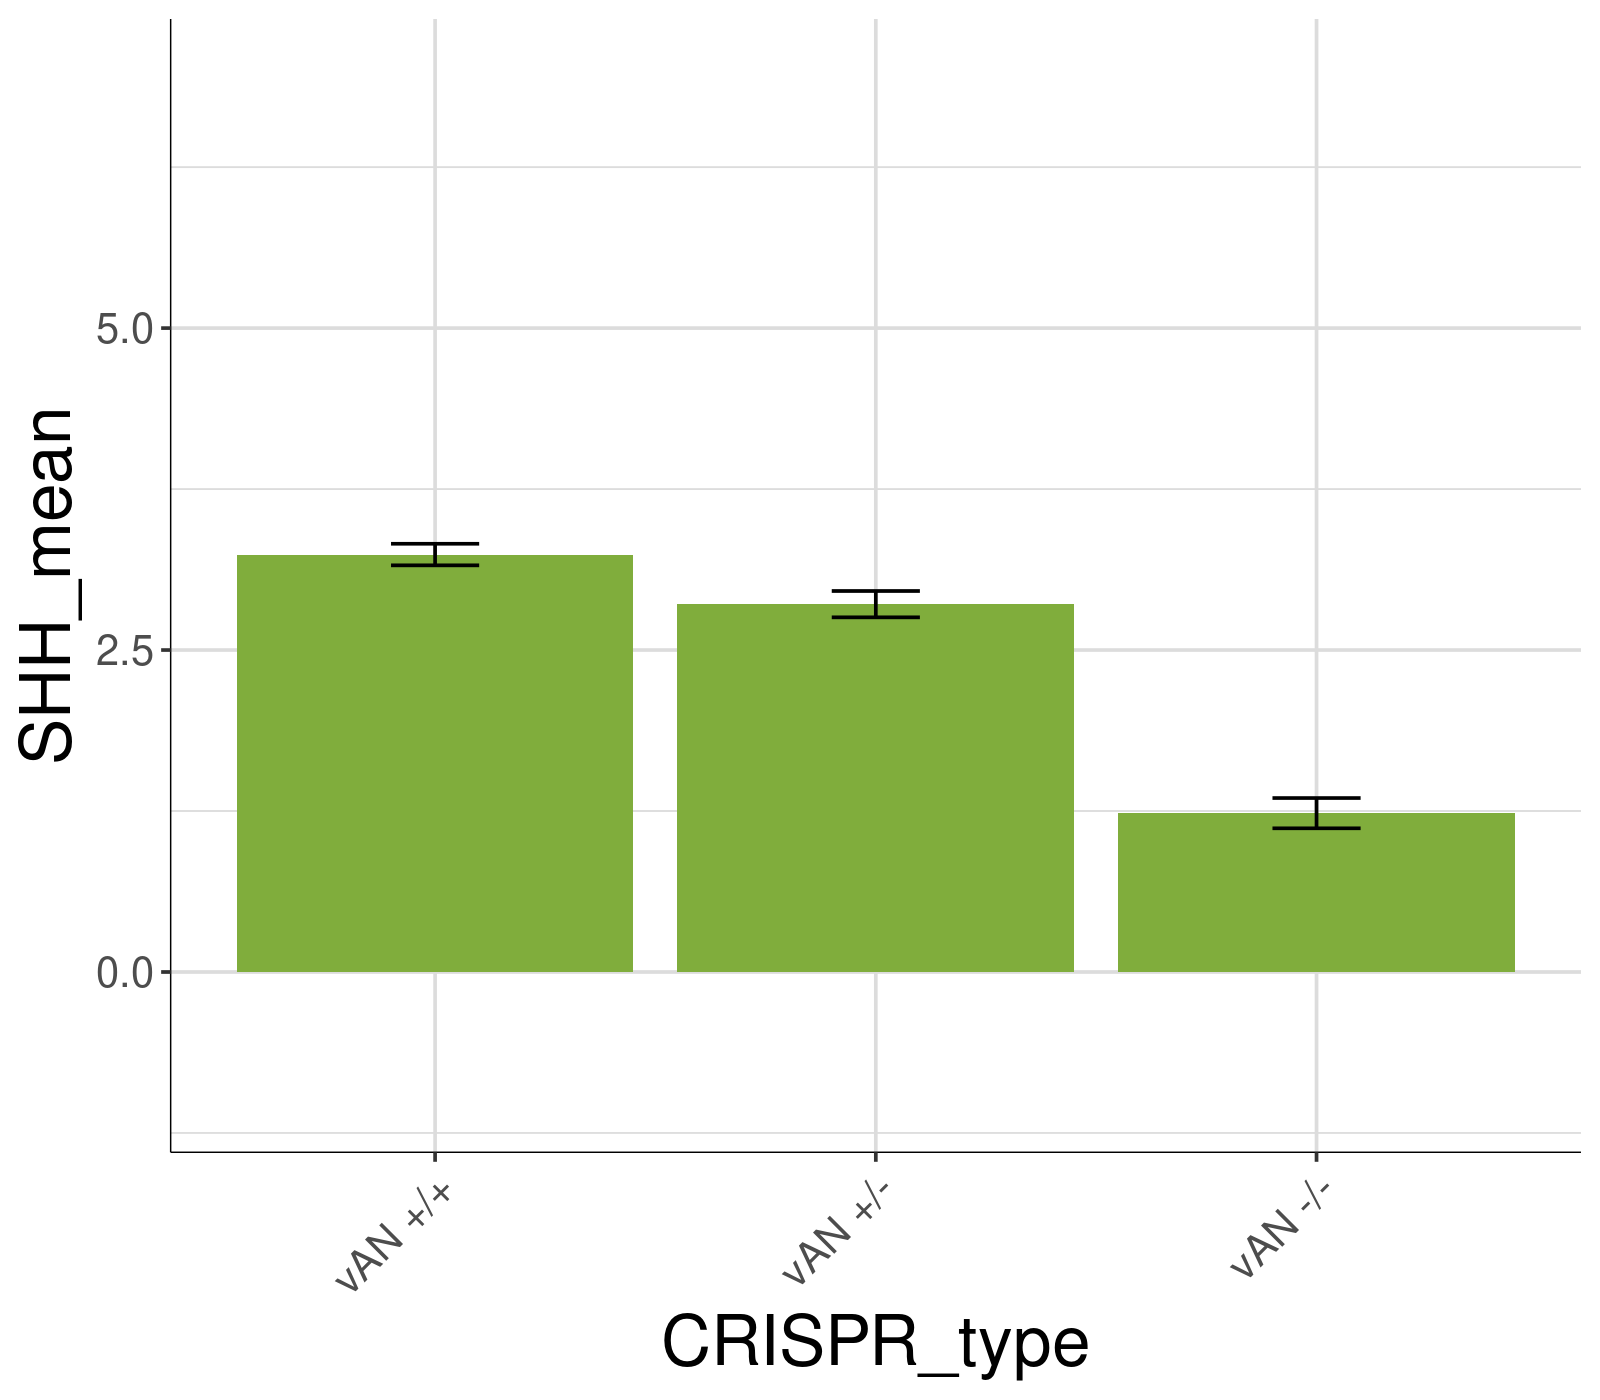 SHH_mean
5.0
2.5
0.0
vAN +/+
vAN +/-
vAN -/-
CRISPR_type